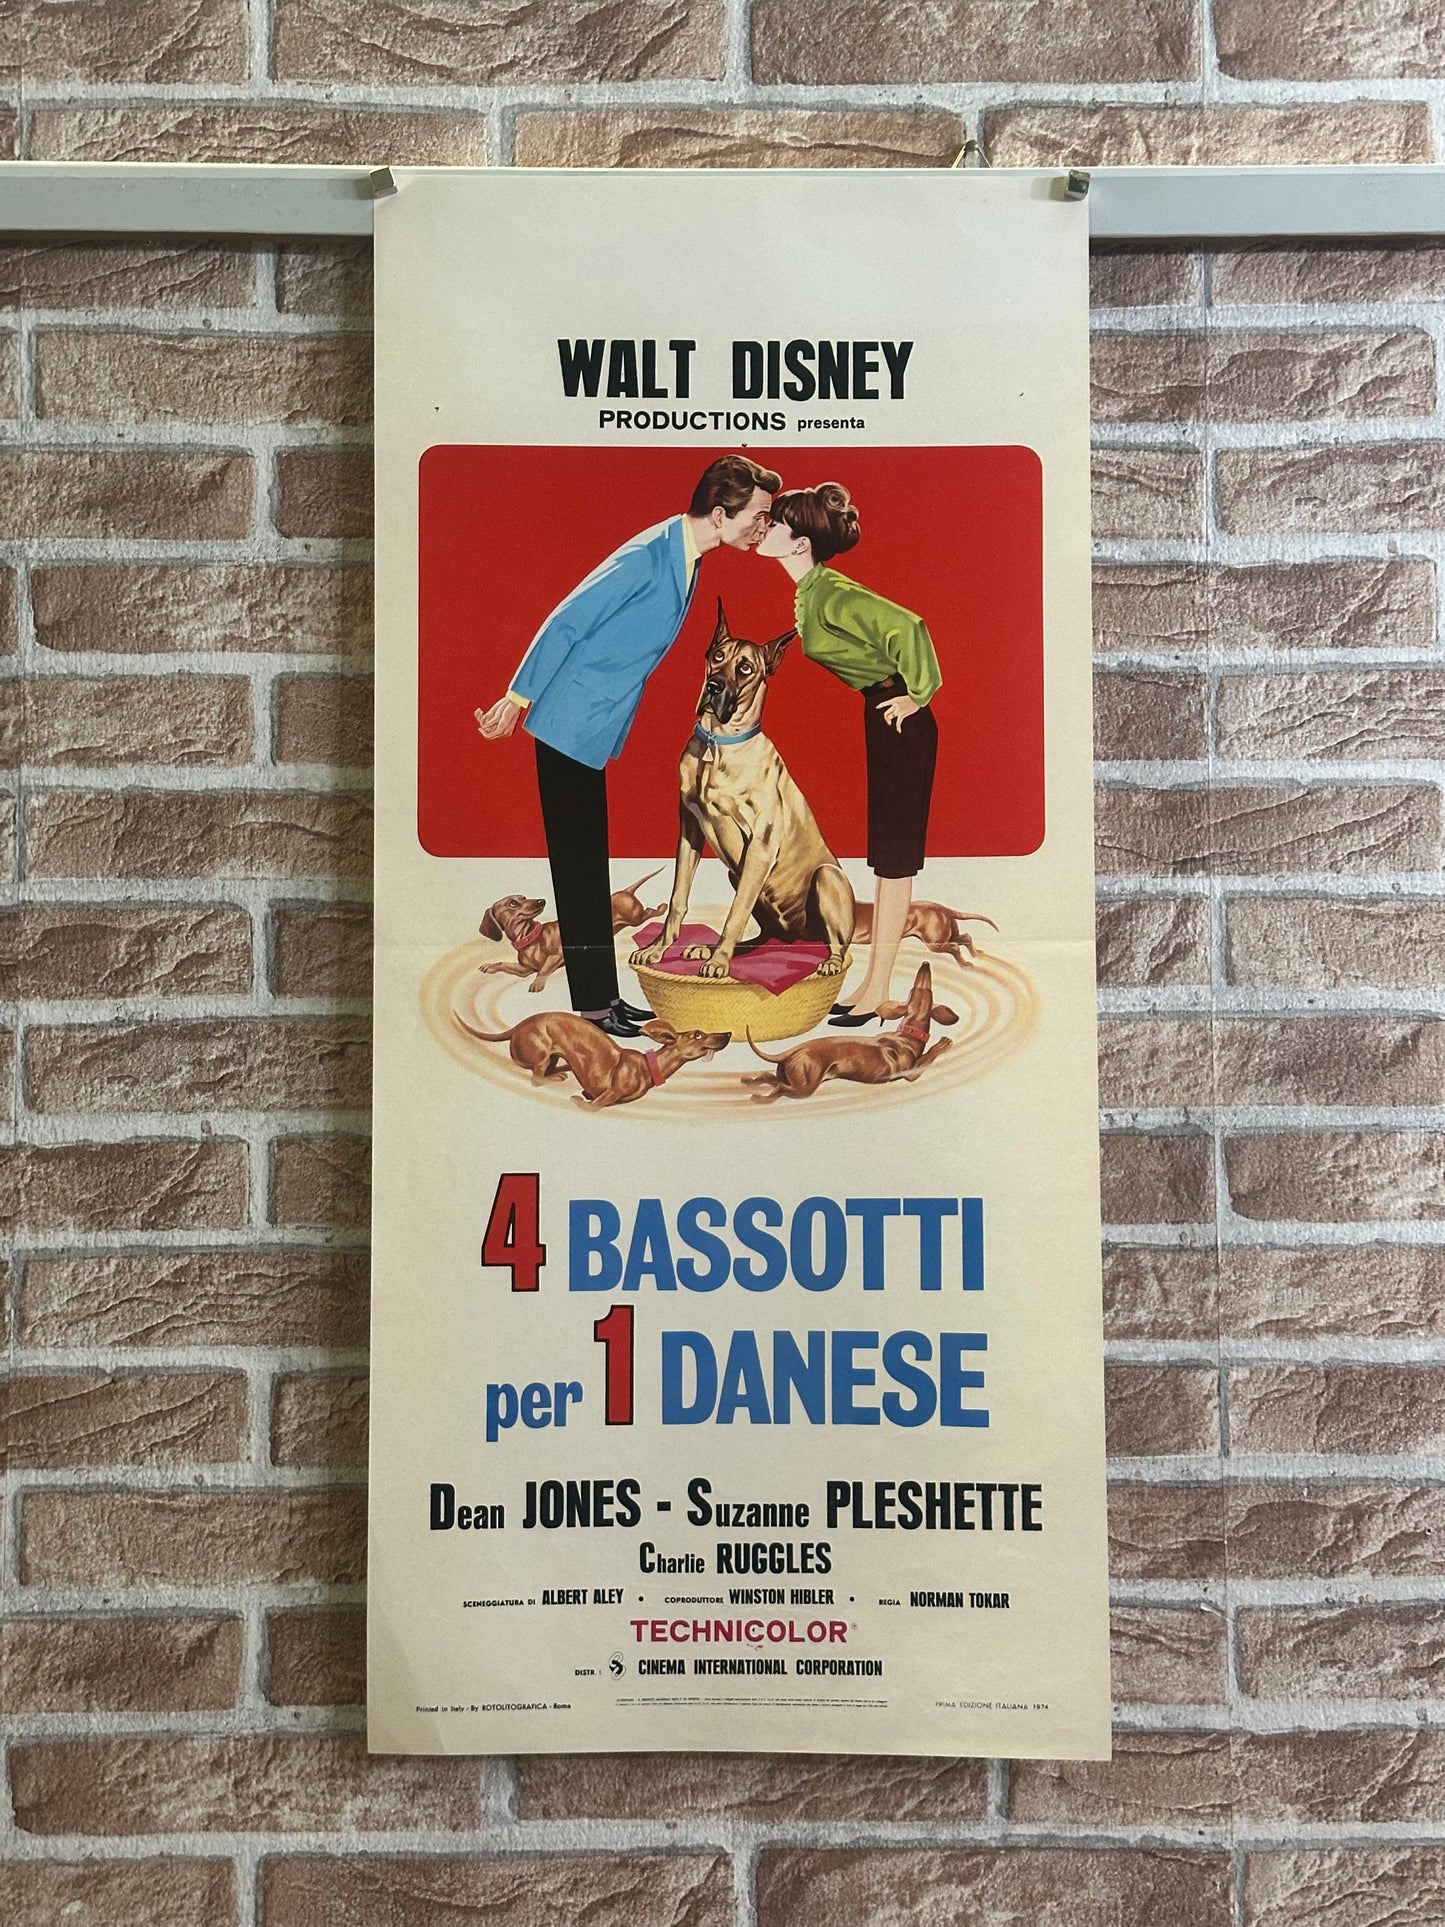 WALT DISNEY
PRODUCTIONS presenta
4 BASSOTTI
per 1 DANESE
Dean JONES - Suzanne PLESHETTE
Charlie RUGGLES
SCENEGGIATURA DI ALBERT ALEY • COPRODUTTORE WINSTON HIBLER • REGIA NORMAN TOKAR
TECHNICOLOR®
DISTR. : CINEMA INTERNATIONAL CORPORATION
Printed in Italy - By ROTOLITOGRAFICA - Roma
PRIMA EDIZIONE ITALIANA 1974